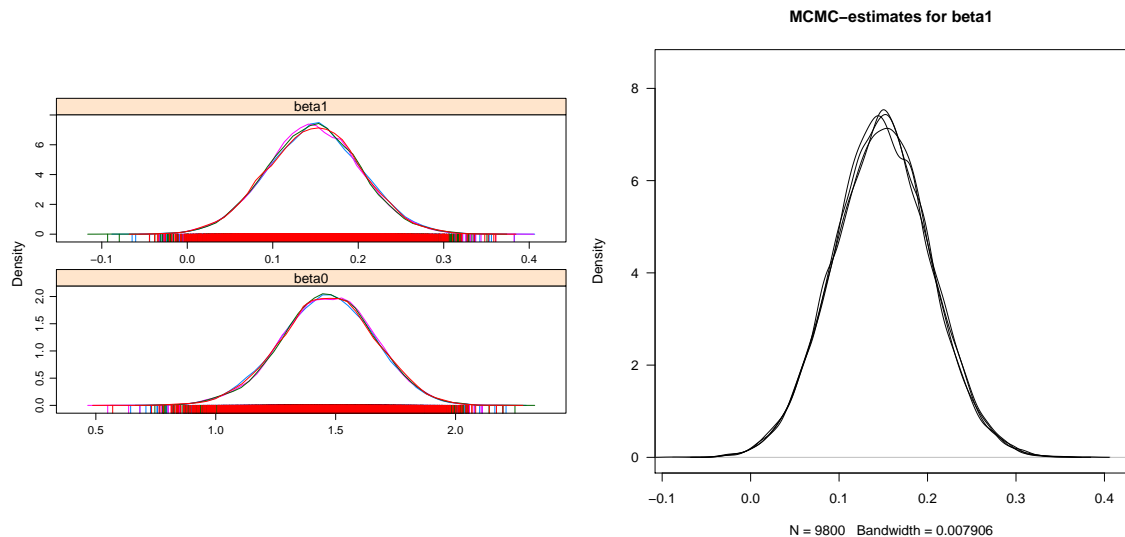 beta1
0 2 4 6
−0.1 0.0 0.1 0.2 0.3 0.4
beta0
0.0 0.5 1.0 1.5 2.0
0.5 1.0 1.5 2.0
Density
MCMC−estimates for beta1
0 2 4 6 8
Density
−0.1 0.0 0.1 0.2 0.3 0.4
N = 9800 Bandwidth = 0.007906